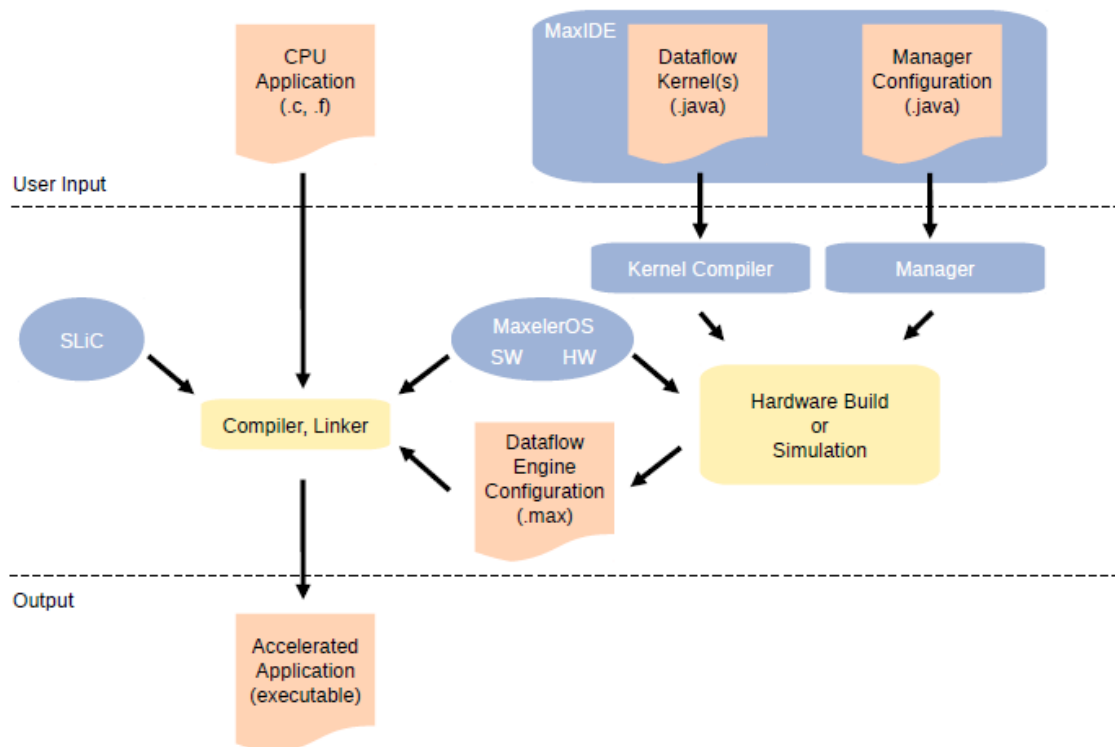 CPU
Application
(.c, .f)
MaxIDE
Dataflow
Kernel(s)
(.java)
Manager
Configuration
(.java)
User Input
Kernel Compiler
Manager
SLiC
MaxelerOS
SW HW
Compiler, Linker
Hardware Build
or
Simulation
Dataflow
Engine
Configuration
(.max)
Output
Accelerated
Application
(executable)